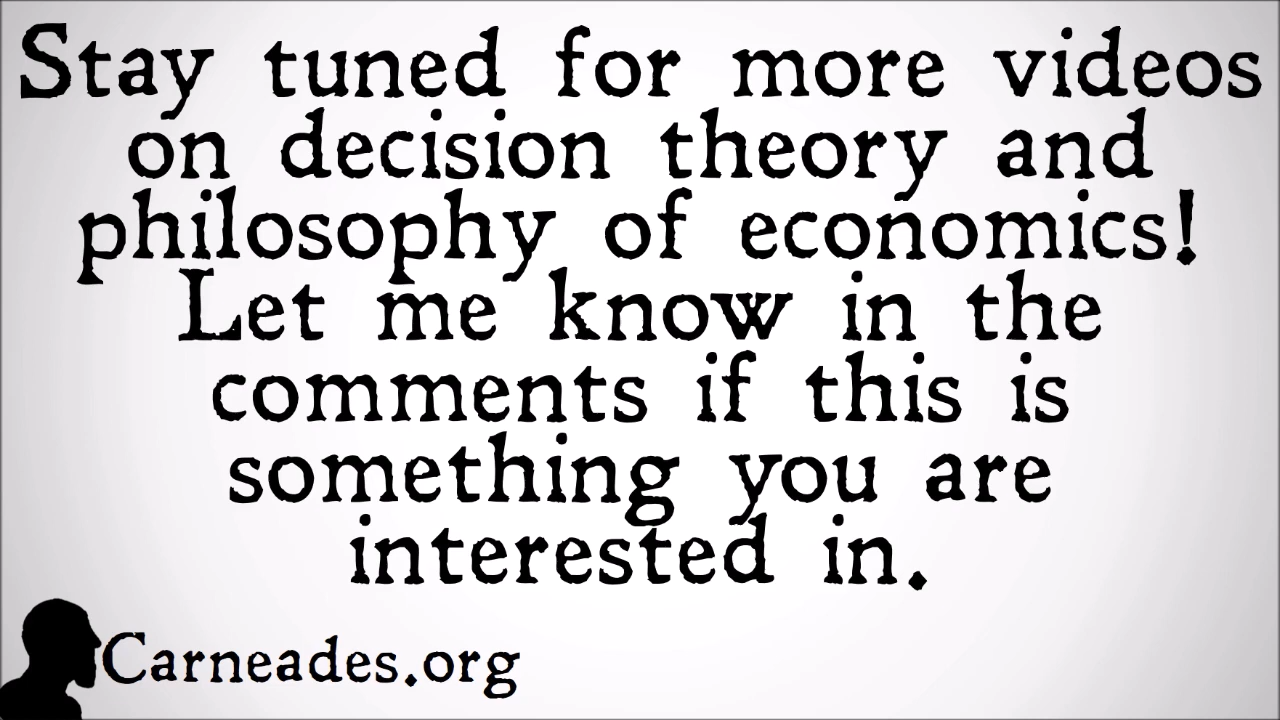 Stay tuned for more videos
on decision theory and
philosophy of economics!
Let me know in the
comments if this is
something you are
interested in.
Carneades.org